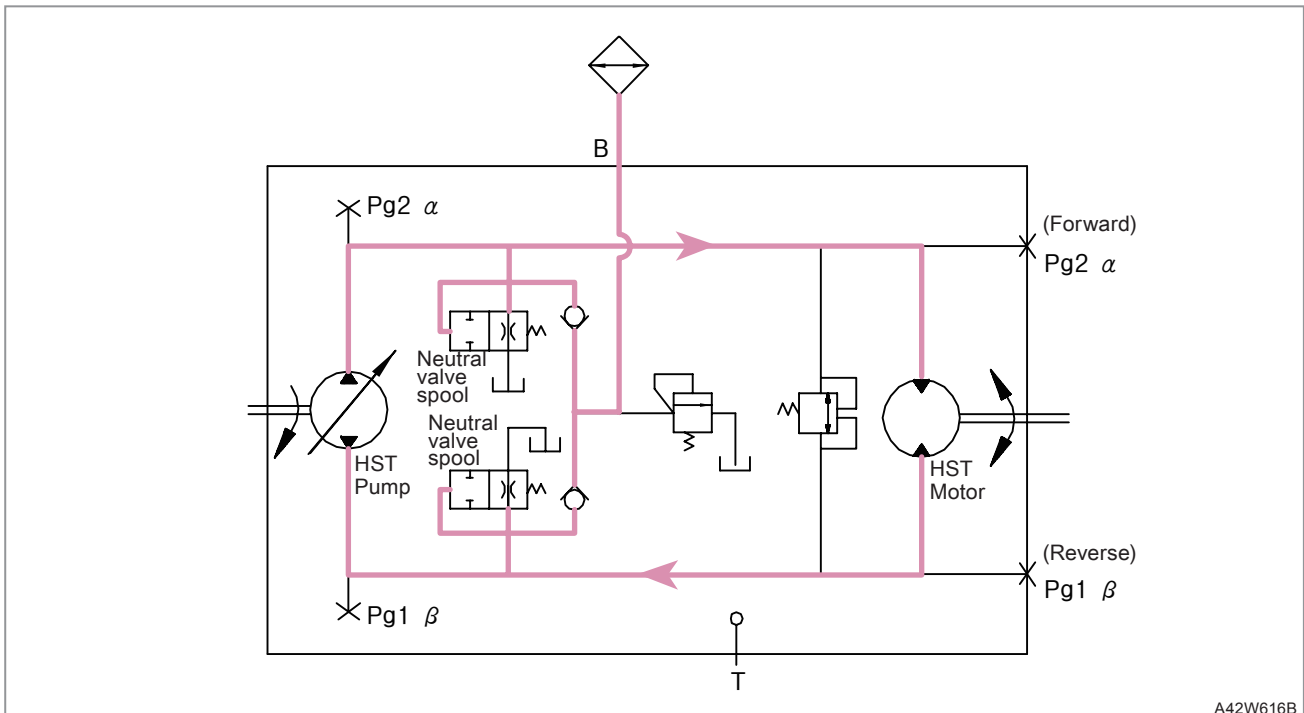 B
Pg2 α
(Forward)
Pg2 α
Neutral
valve
spool
Neutral
valve
spool
HST
Pump
HST
Motor
(Reverse)
Pg1 β
Pg1 β
T
A42W616B